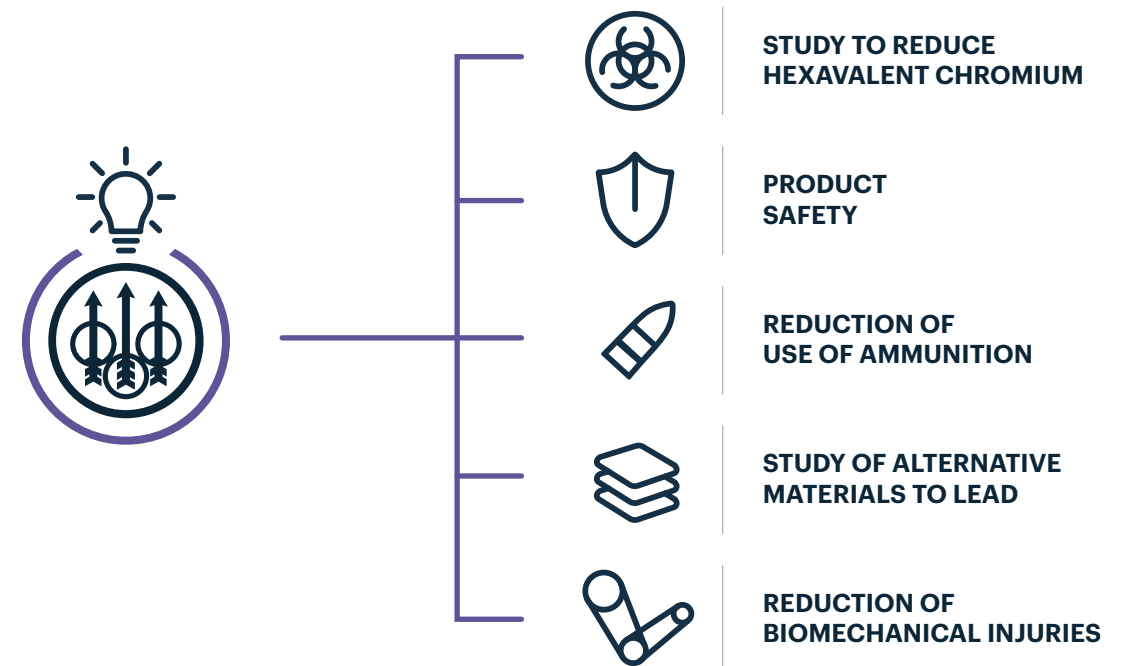 STUDY TO REDUCE
HEXAVALENT CHROMIUM
PRODUCT
SAFETY
REDUCTION OF
USE OF AMMUNITION
STUDY OF ALTERNATIVE
MATERIALS TO LEAD
REDUCTION OF
BIOMECHANICAL INJURIES